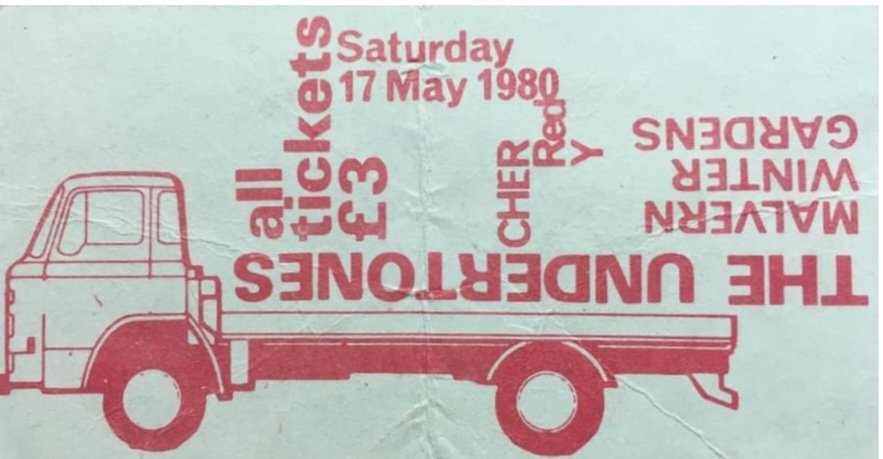 Saturday
17 May 1980
all
tickets
£3
CHER
Red
Y
THE UNDERTONES
MALVERN
WINTER
GARDENS